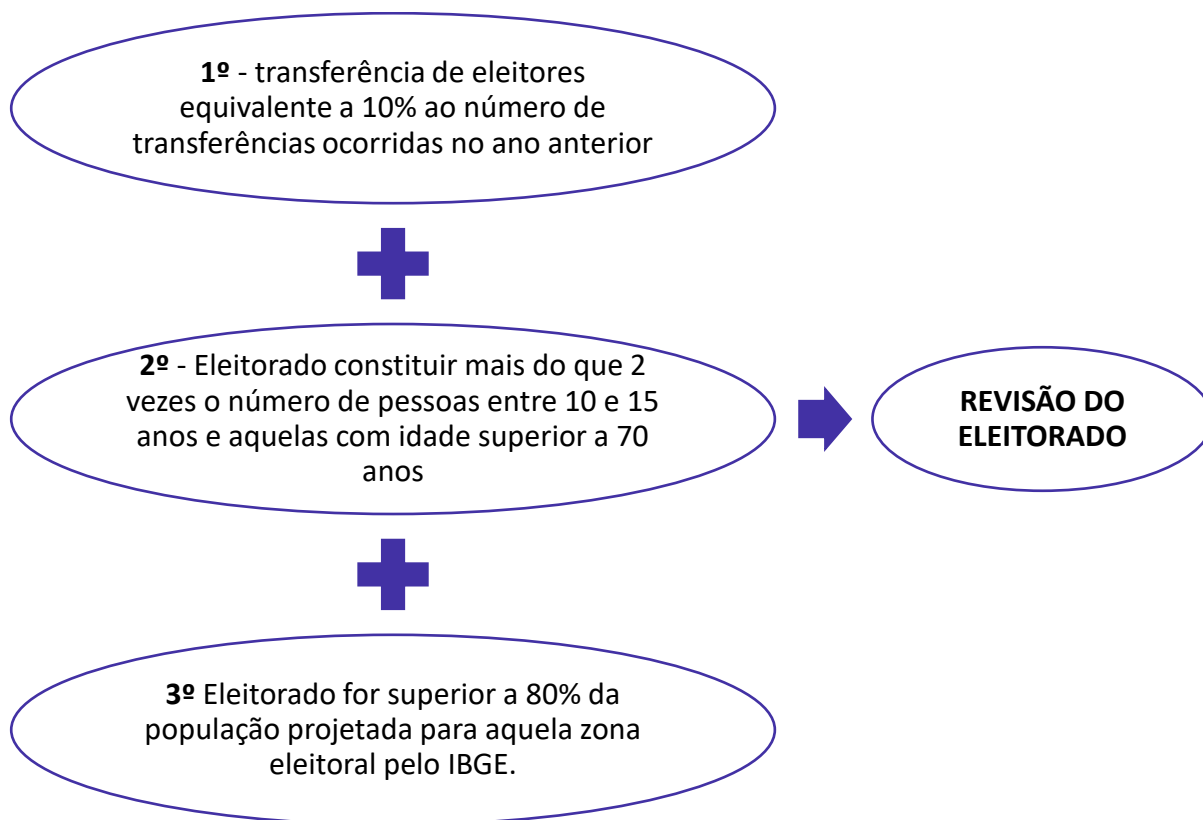 1º - transferência de eleitores
equivalente a 10% ao número de
transferências ocorridas no ano anterior
2º - Eleitorado constituir mais do que 2
vezes o número de pessoas entre 10 e 15
anos e aquelas com idade superior a 70
anos
REVISÃO DO
ELEITORADO
3º Eleitorado for superior a 80% da
população projetada para aquela zona
eleitoral pelo IBGE.